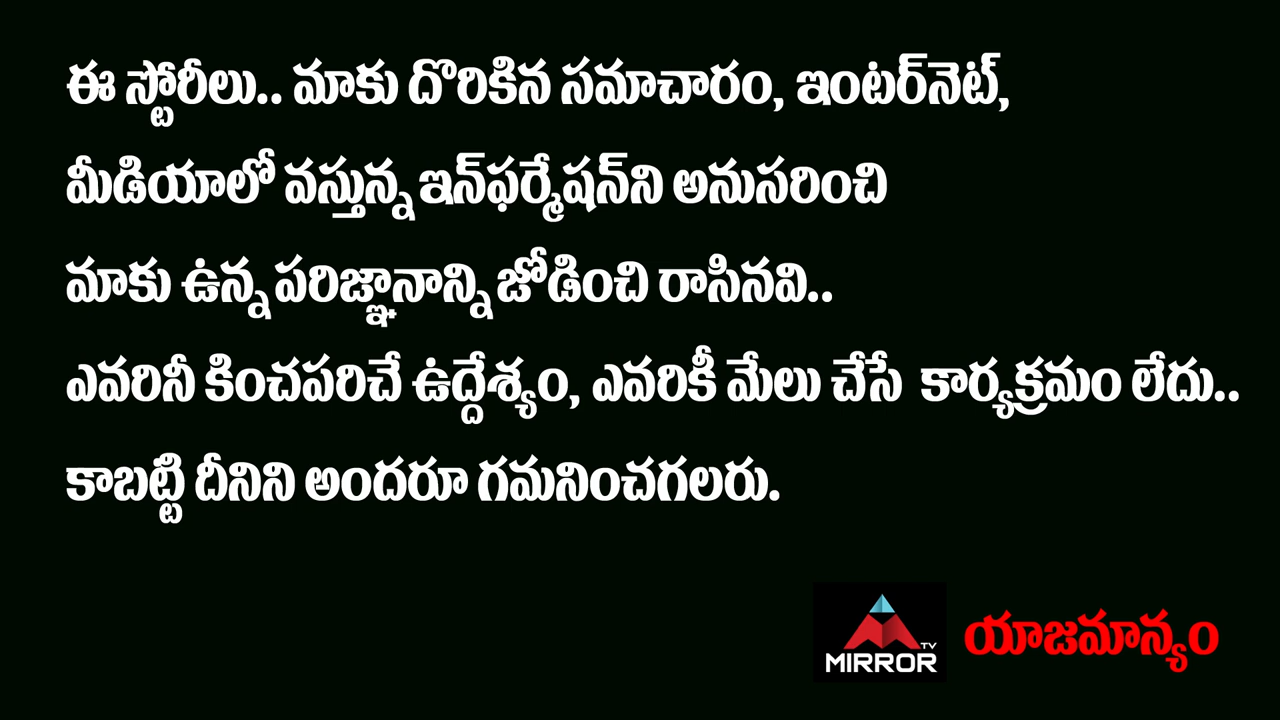 ఈ స్టోరీలు.. మాకు దొరికిన సమాచారం, ఇంటర్‌నెట్,
మీడియాలో వస్తున్న ఇన్‌ఫర్మేషన్‌ని అనుసరించి
మాకు ఉన్న పరిజ్ఞానాన్ని జోడించి రాసినవి..
ఎవరినీ కించపరిచే ఉద్దేశ్యం, ఎవరికీ మేలు చేసే కార్యక్రమం లేదు..
కాబట్టి దీనిని అందరూ గమనించగలరు.
TV
MIRROR
యాజమాన్యం